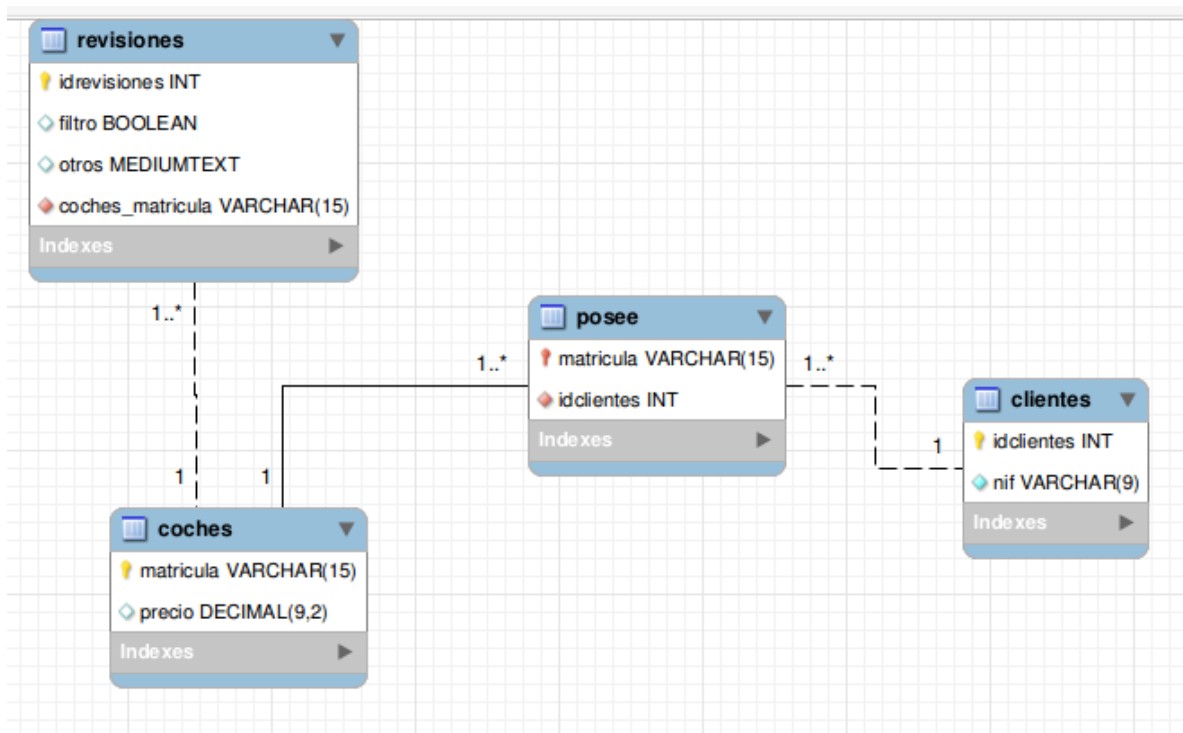 revisiones
idrevisiones INT
filtro BOOLEAN
otros MEDIUMTEXT
coches_matricula VARCHAR(15)
Indexes
1..*
1
1
coches
matricula VARCHAR(15)
precio DECIMAL(9,2)
Indexes
1..*
posee
matricula VARCHAR(15)
idclientes INT
Indexes
1..*
1
clientes
idclientes INT
nif VARCHAR(9)
Indexes